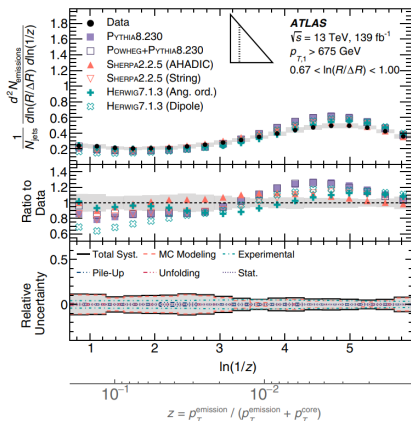 1.8
1.6
1.4
1.2
1
0.8
0.6
0.4
0.2
1/N_jets d²N_emissions / dln(R/ΔR) dln(1/z)
Data
PYTHIA8.230
POWHEG+PYTHIA8.230
SHERPA2.2.5 (AHADIC)
SHERPA2.2.5 (String)
HERWIG7.1.3 (Ang. ord.)
HERWIG7.1.3 (Dipole)
ATLAS
√s = 13 TeV, 139 fb⁻¹
p_T,1 > 675 GeV
0.67 < ln(R/ΔR) < 1.00
1.4
1.2
1.0
0.8
0.6
Ratio to
Data
Total Syst. MC Modeling Experimental
Pile-Up Unfolding Stat.
0.5
0
Relative
Uncertainty
1 2 3 4 5
ln(1/z)
10⁻¹ 10⁻²
z = p_T^emission / (p_T^emission + p_T^core)